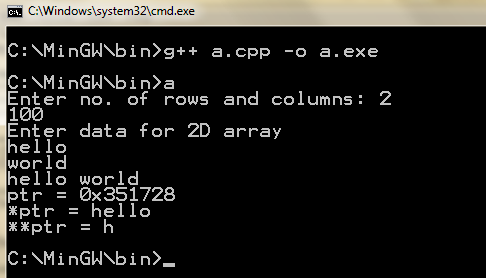 C:\Windows\system32\cmd.exe
C:\MinGW\bin>g++ a.cpp -o a.exe
C:\MinGW\bin>a
Enter no. of rows and columns: 2
100
Enter data for 2D array
hello
world
hello world
ptr = 0x351728
*ptr = hello
**ptr = h
C:\MinGW\bin>_